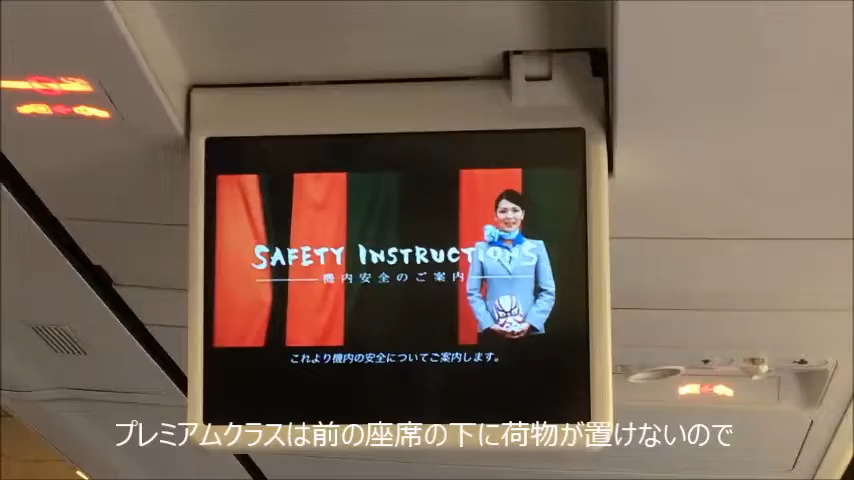 SAFETY INSTRUCTIONS
機内安全のご案内
これより機内の安全についてご案内します。
プレミアムクラスは前の座席の下に荷物が置けないので